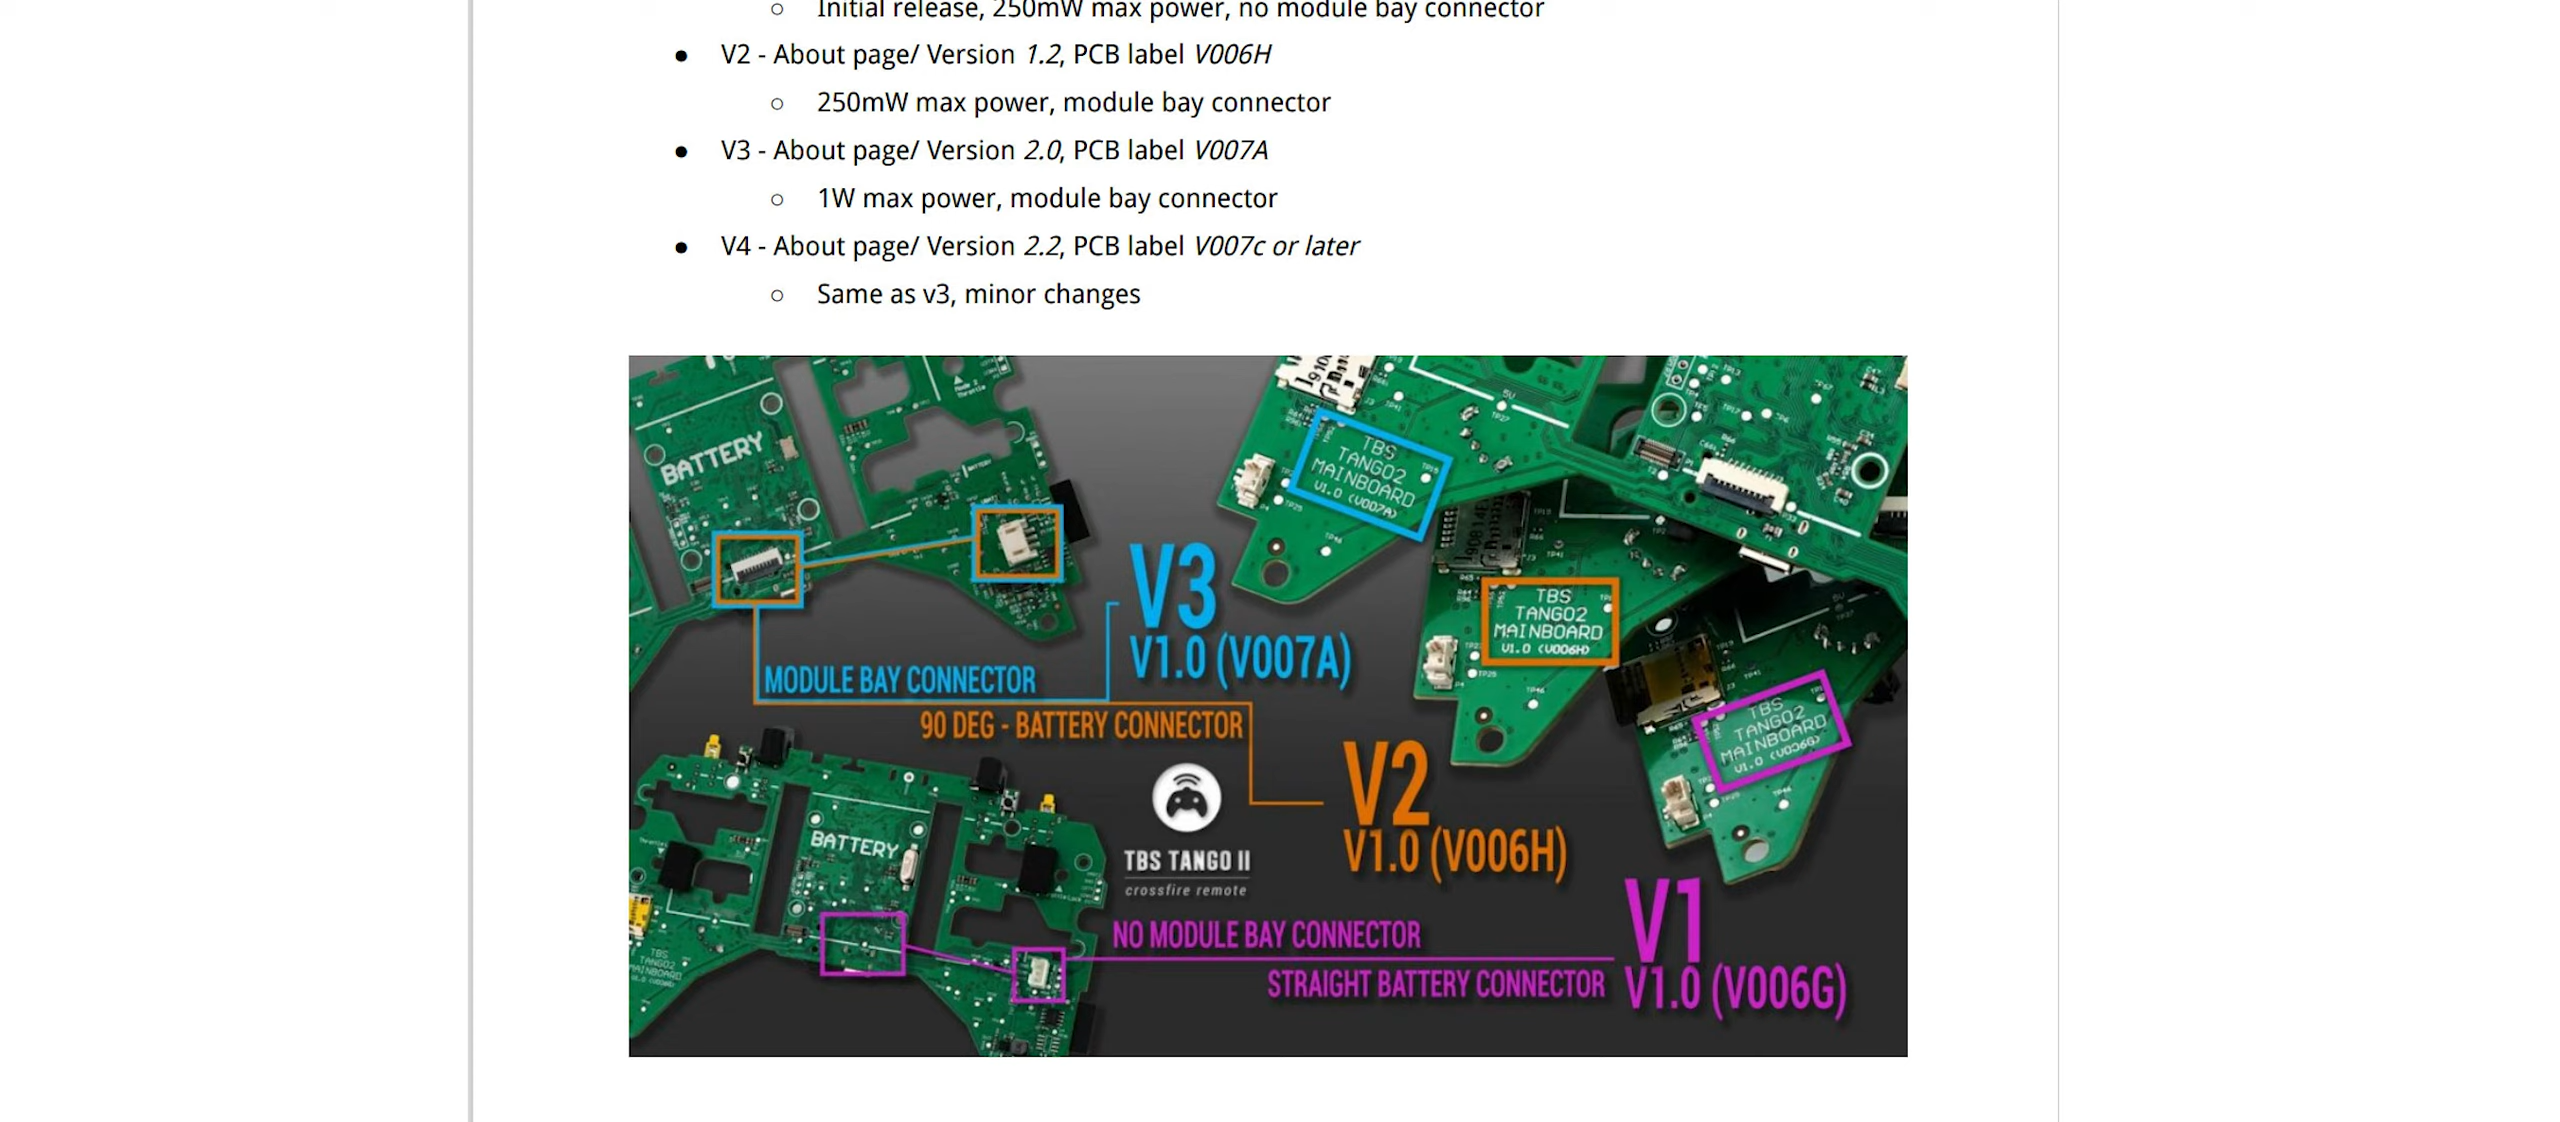 Initial release, 250mW max power, no module bay connector
V2 - About page/ Version 1.2, PCB label V006H
250mW max power, module bay connector
V3 - About page/ Version 2.0, PCB label V007A
1W max power, module bay connector
V4 - About page/ Version 2.2, PCB label V007c or later
Same as v3, minor changes
BATTERY
TBS
TANGO2
MAINBOARD
V1.0 (V007A)
V3
V1.0 (V007A)
MODULE BAY CONNECTOR
90 DEG - BATTERY CONNECTOR
TBS
TANGO2
MAINBOARD
V1.0 (V006H)
V2
V1.0 (V006H)
TBS
TANGO2
MAINBOARD
V1.0 (V006G)
BATTERY
TBS TANGO II
crossfire remote
NO MODULE BAY CONNECTOR
STRAIGHT BATTERY CONNECTOR
V1
V1.0 (V006G)